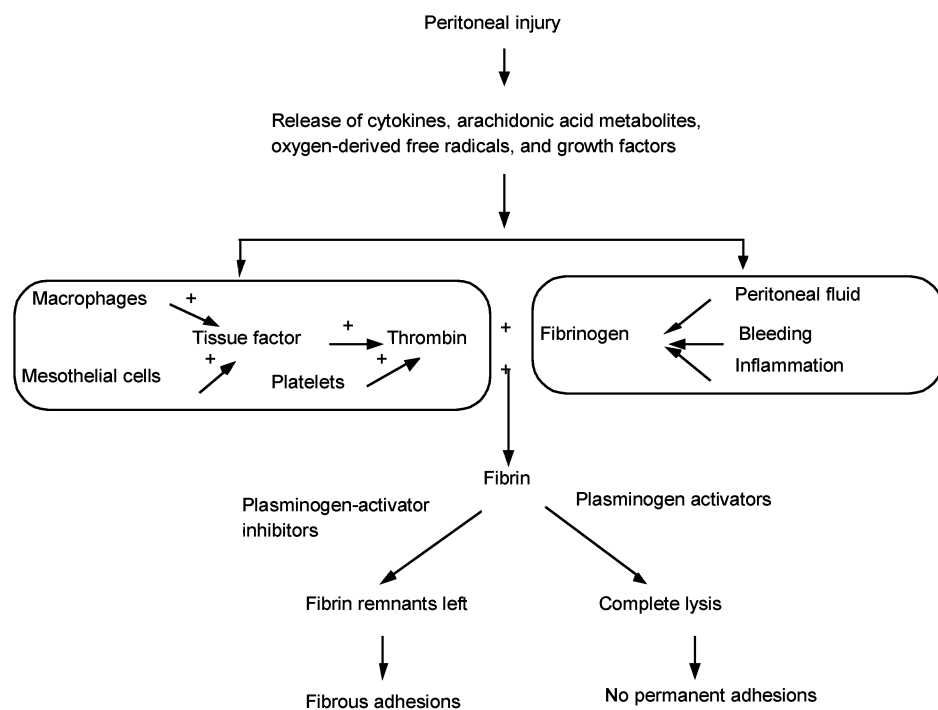 Peritoneal injury
Release of cytokines, arachidonic acid metabolites,
oxygen-derived free radicals, and growth factors
Macrophages
+
Tissue factor
+
Mesothelial cells
+
Thrombin
+
Platelets
+
+
Fibrinogen
Peritoneal fluid
Bleeding
Inflammation
Fibrin
Plasminogen-activator
inhibitors
Plasminogen activators
Fibrin remnants left
Complete lysis
Fibrous adhesions
No permanent adhesions